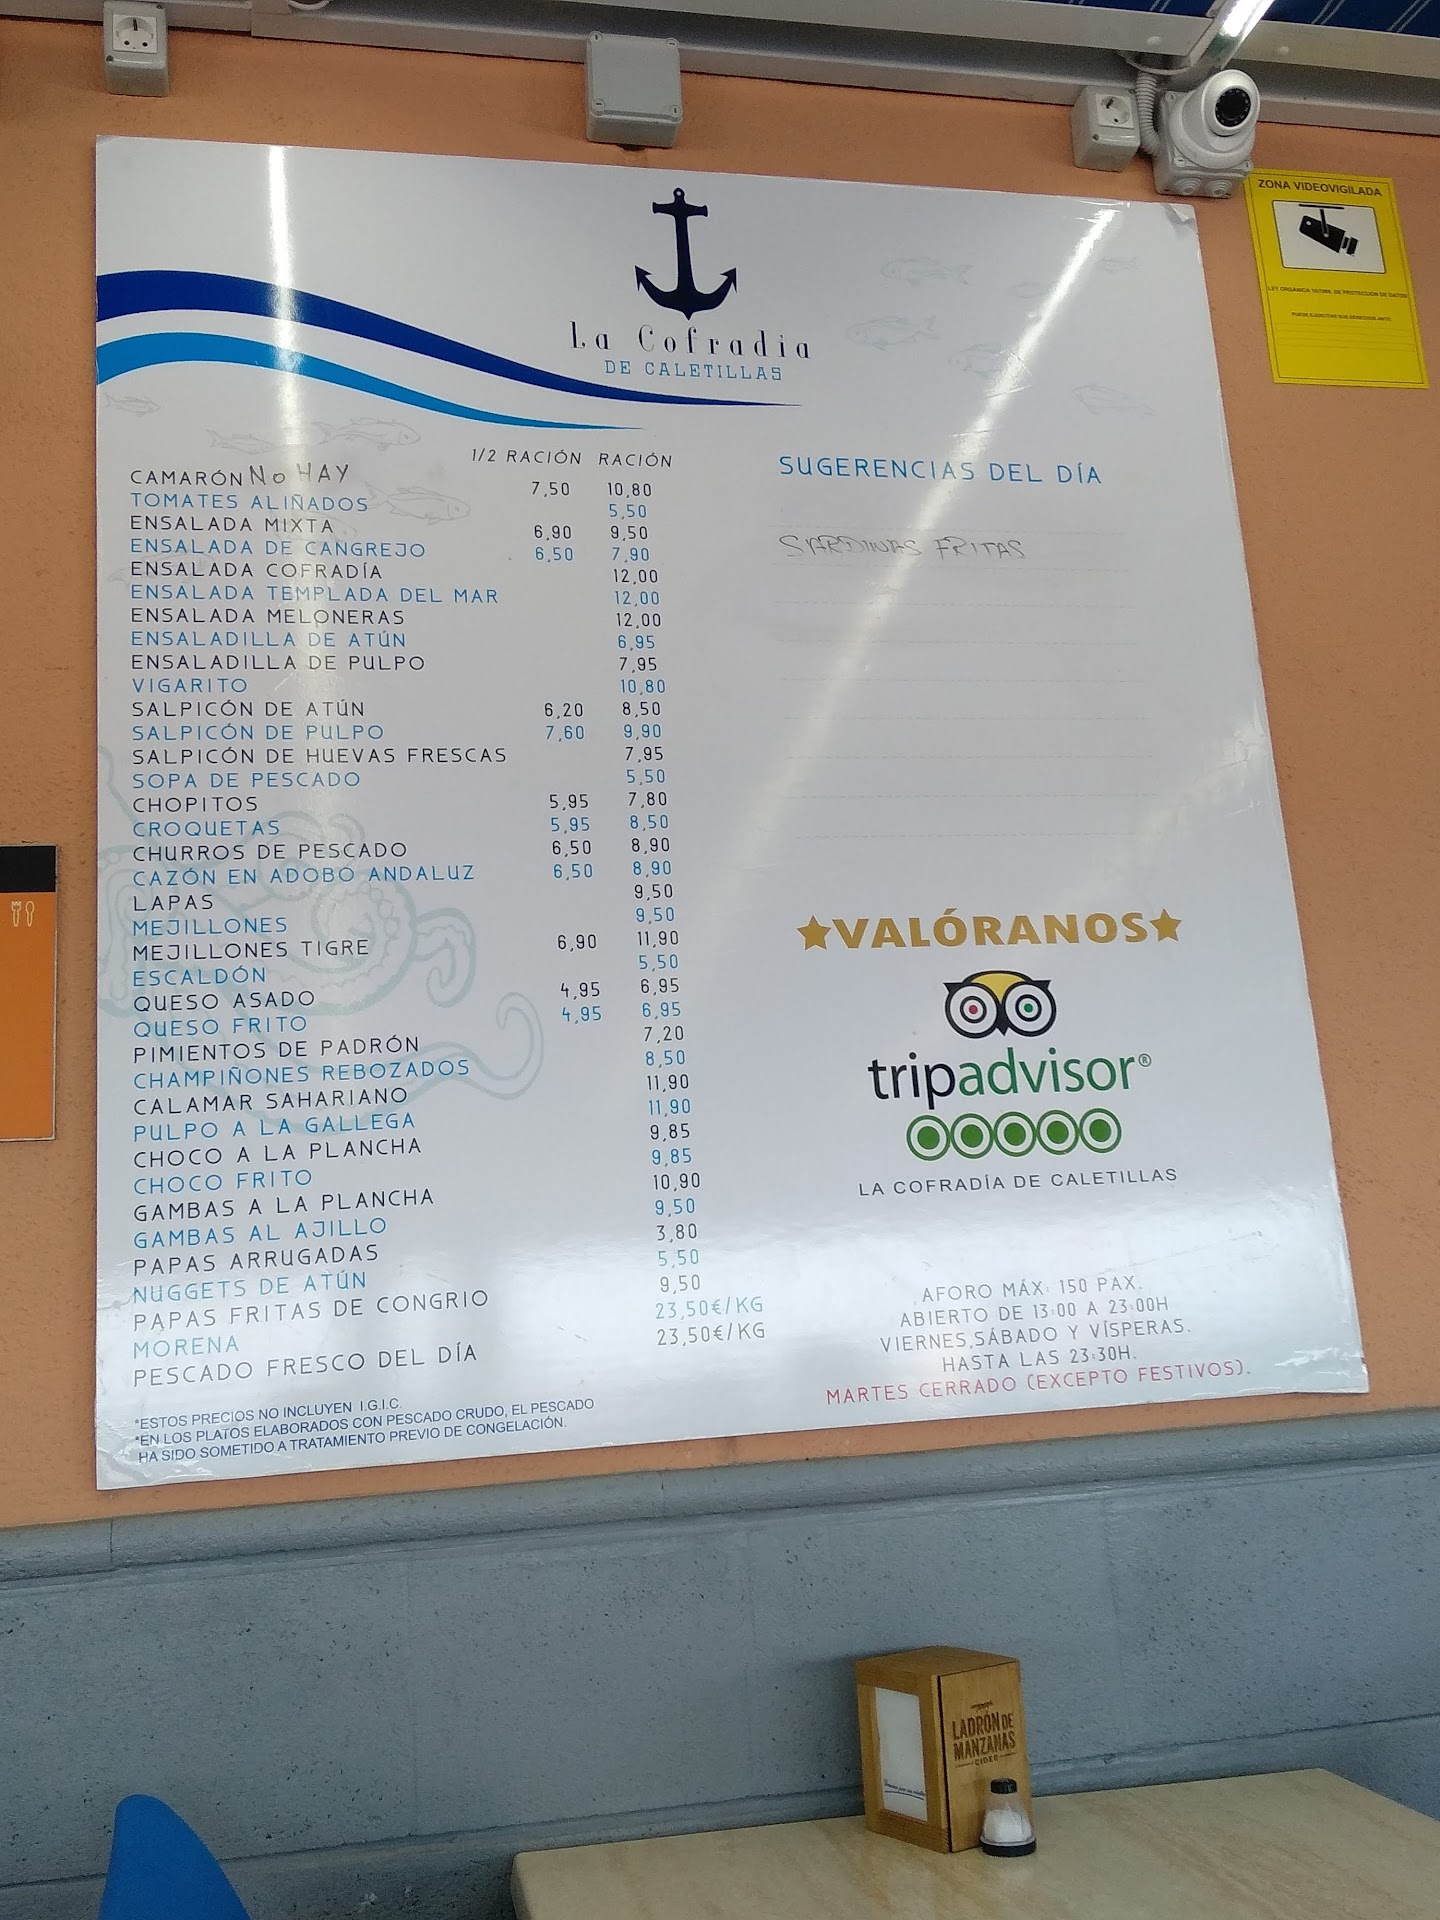 ZONA VIDEOVIGILADA
LEY ORGÁNICA 15/1999, DE PROTECCIÓN DE DATOS
PUEDE EJERCITAR SUS DERECHOS ANTE:
La Cofradia
DE CALETILLAS
1/2 RACIÓN RACIÓN
CAMARÓN NO HAY 7,50 10,80
TOMATES ALIÑADOS 5,50
ENSALADA MIXTA 6,90 9,50
ENSALADA DE CANGREJO 6,50 7,90
ENSALADA COFRADÍA 12,00
ENSALADA TEMPLADA DEL MAR 12,00
ENSALADA MELONERAS 12,00
ENSALADILLA DE ATÚN 6,95
ENSALADILLA DE PULPO 7,95
VIGARITO 10,80
SALPICÓN DE ATÚN 6,20 8,50
SALPICÓN DE PULPO 7,60 9,90
SALPICÓN DE HUEVAS FRESCAS 7,95
SOPA DE PESCADO 5,50
CHOPITOS 5,95 7,80
CROQUETAS 5,95 8,50
CHURROS DE PESCADO 6,50 8,90
CAZÓN EN ADOBO ANDALUZ 6,50 8,90
LAPAS 9,50
MEJILLONES 9,50
MEJILLONES TIGRE 6,90 11,90
ESCALDÓN 5,50
QUESO ASADO 4,95 6,95
QUESO FRITO 4,95 6,95
PIMIENTOS DE PADRÓN 7,20
CHAMPIÑONES REBOZADOS 8,50
CALAMAR SAHARIANO 11,90
PULPO A LA GALLEGA 11,90
CHOCO A LA PLANCHA 9,85
CHOCO FRITO 9,85
GAMBAS A LA PLANCHA 10,90
GAMBAS AL AJILLO 9,50
PAPAS ARRUGADAS 3,80
NUGGETS DE ATÚN 5,50
PAPAS FRITAS DE CONGRIO 9,50
MORENA 23,50€/KG
PESCADO FRESCO DEL DÍA 23,50€/KG
*ESTOS PRECIOS NO INCLUYEN I.G.I.C.
*EN LOS PLATOS ELABORADOS CON PESCADO CRUDO, EL PESCADO
HA SIDO SOMETIDO A TRATAMIENTO PREVIO DE CONGELACIÓN.
SUGERENCIAS DEL DÍA
SARDINAS FRITAS
VALÓRANOS
tripadvisor®
LA COFRADÍA DE CALETILLAS
AFORO MÁX: 150 PAX.
ABIERTO DE 13:00 A 23:00H
VIERNES,SÁBADO Y VÍSPERAS.
HASTA LAS 23:30H.
MARTES CERRADO (EXCEPTO FESTIVOS).
LADRÓN DE
MANZANAS
CIDER